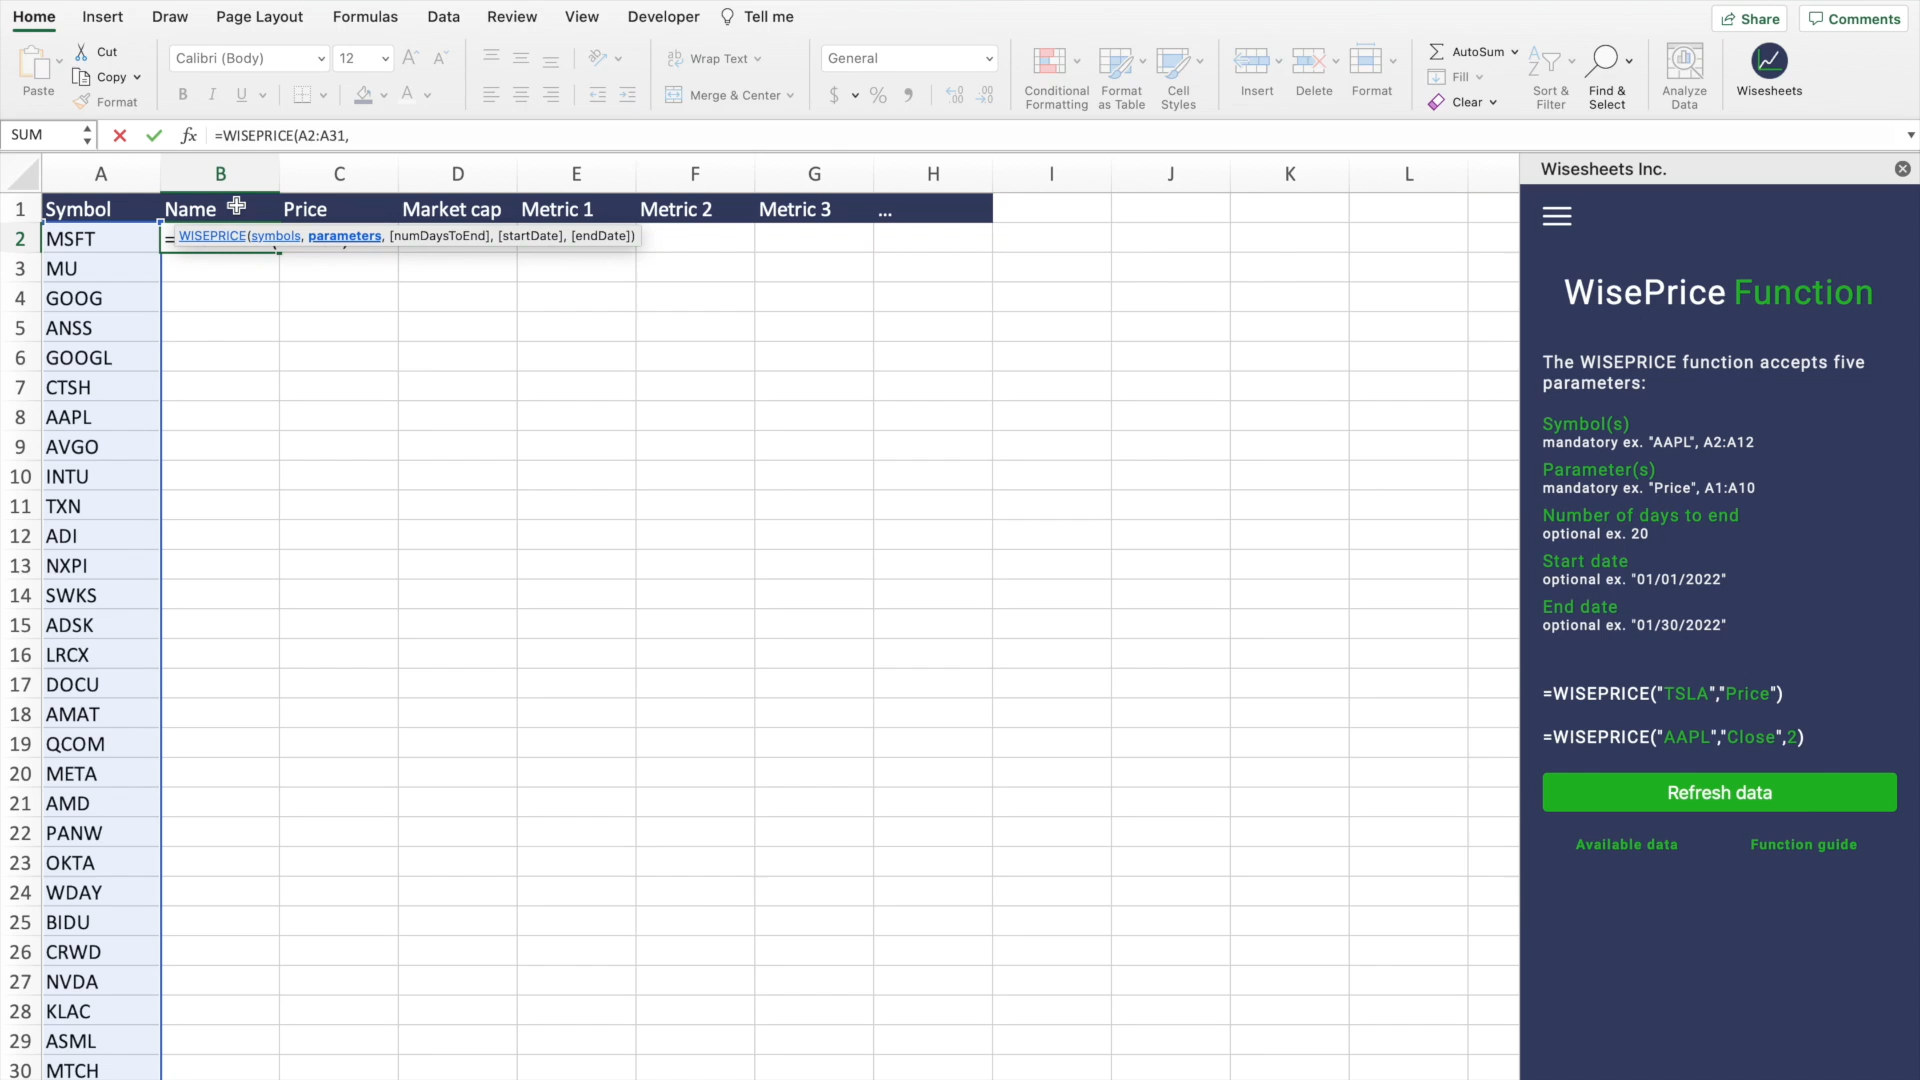 Home Insert Draw Page Layout Formulas Data Review View Developer Tell me Share Comments
Paste Cut Copy Format
Calibri (Body) 12 A A
B I U A
Wrap Text
Merge & Center
General
$ % 9
Conditional Formatting
Format as Table
Cell Styles
Insert Delete Format
AutoSum
Fill
Clear
Sort & Filter
Find & Select
Analyze Data
Wisesheets
SUM fx =WISEPRICE(A2:A31,
A B C D E F G H I J K L
1 Symbol Name Price Market cap Metric 1 Metric 2 Metric 3 ...
2 MSFT = WISEPRICE(symbols, parameters, [numDaysToEnd], [startDate], [endDate])
3 MU
4 GOOG
5 ANSS
6 GOOGL
7 CTSH
8 AAPL
9 AVGO
10 INTU
11 TXN
12 ADI
13 NXPI
14 SWKS
15 ADSK
16 LRCX
17 DOCU
18 AMAT
19 QCOM
20 META
21 AMD
22 PANW
23 OKTA
24 WDAY
25 BIDU
26 CRWD
27 NVDA
28 KLAC
29 ASML
30 MTCH
Wisesheets Inc.
WisePrice Function
The WISEPRICE function accepts five
parameters:
Symbol(s)
mandatory ex. "AAPL", A2:A12
Parameter(s)
mandatory ex. "Price", A1:A10
Number of days to end
optional ex. 20
Start date
optional ex. "01/01/2022"
End date
optional ex. "01/30/2022"
=WISEPRICE("TSLA","Price")
=WISEPRICE("AAPL","Close",2)
Refresh data
Available data Function guide